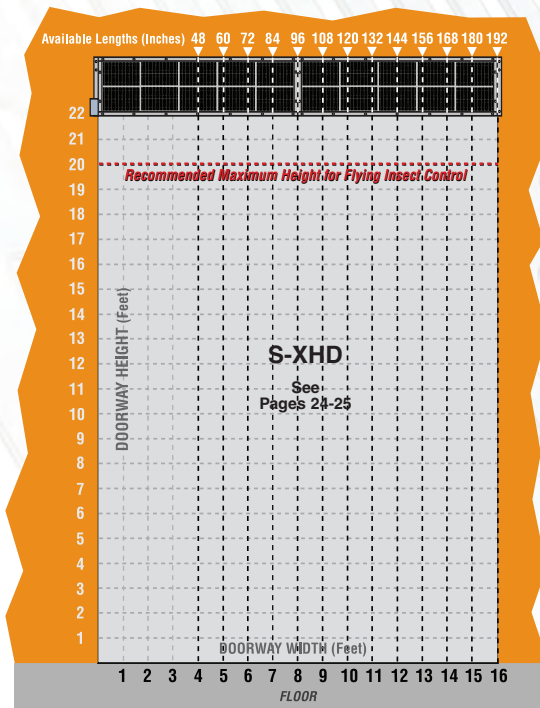 Available Lengths (Inches) 48 60 72 84 96 108 120 132 144 156 168 180 192
22
21
20
Recommended Maximum Height for Flying Insect Control
19
18
17
16
15
14
13
12
11
10
9
8
7
6
5
4
3
2
1
DOORWAY HEIGHT (Feet)
S-XHD
See
Pages 24-25
DOORWAY WIDTH (Feet)
1 2 3 4 5 6 7 8 9 10 11 12 13 14 15 16
FLOOR